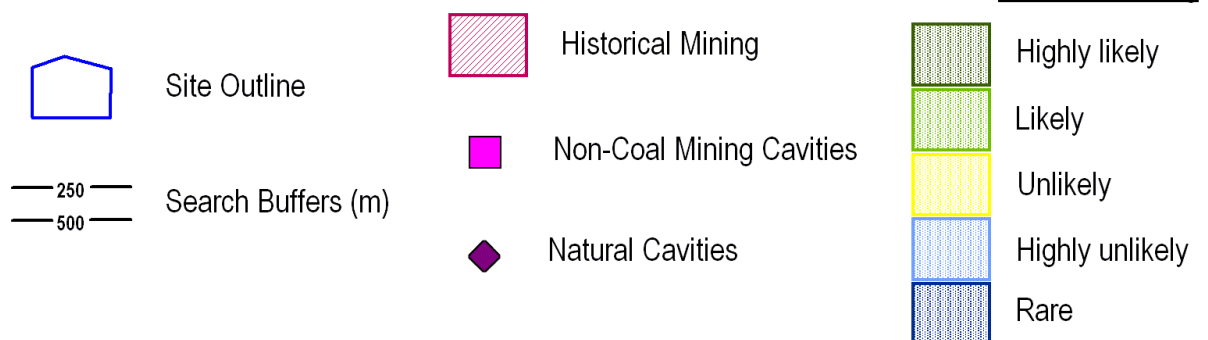 Site Outline
250
500
Search Buffers (m)
Historical Mining
Non-Coal Mining Cavities
Natural Cavities
Highly likely
Likely
Unlikely
Highly unlikely
Rare